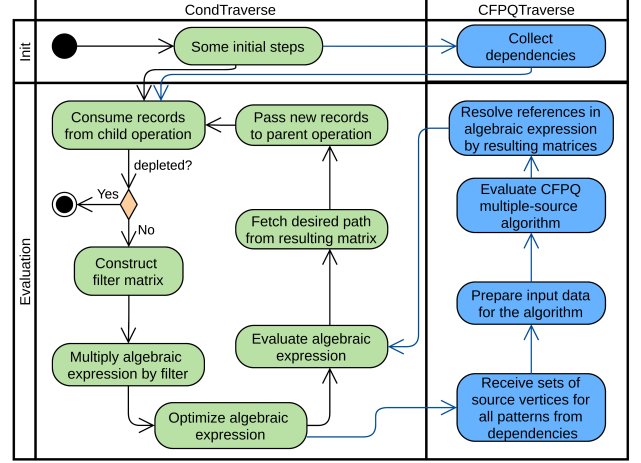 CondTraverse
CFPQTraverse
Init
Some initial steps
Collect
dependencies
Evaluation
Consume records
from child operation
Pass new records
to parent operation
Resolve references in
algebraic expression
by resulting matrices
depleted?
Yes
No
Evaluate CFPQ
multiple-source
algorithm
Fetch desired path
from resulting matrix
Construct
filter matrix
Prepare input data
for the algorithm
Evaluate algebraic
expression
Multiply algebraic
expression by filter
Receive sets of
source vertices for
all patterns from
dependencies
Optimize algebraic
expression